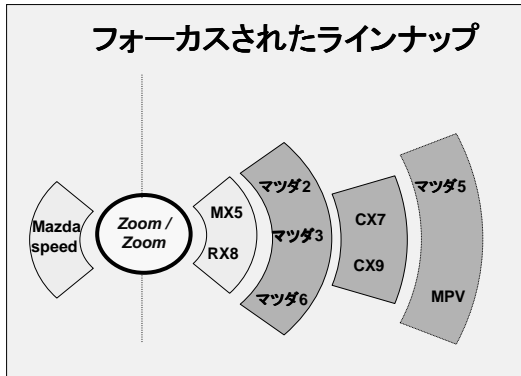 フォーカスされたラインナップ
Mazda
speed
Zoom /
Zoom
MX5
RX8
マツダ2
マツダ3
マツダ6
CX7
CX9
マツダ5
MPV